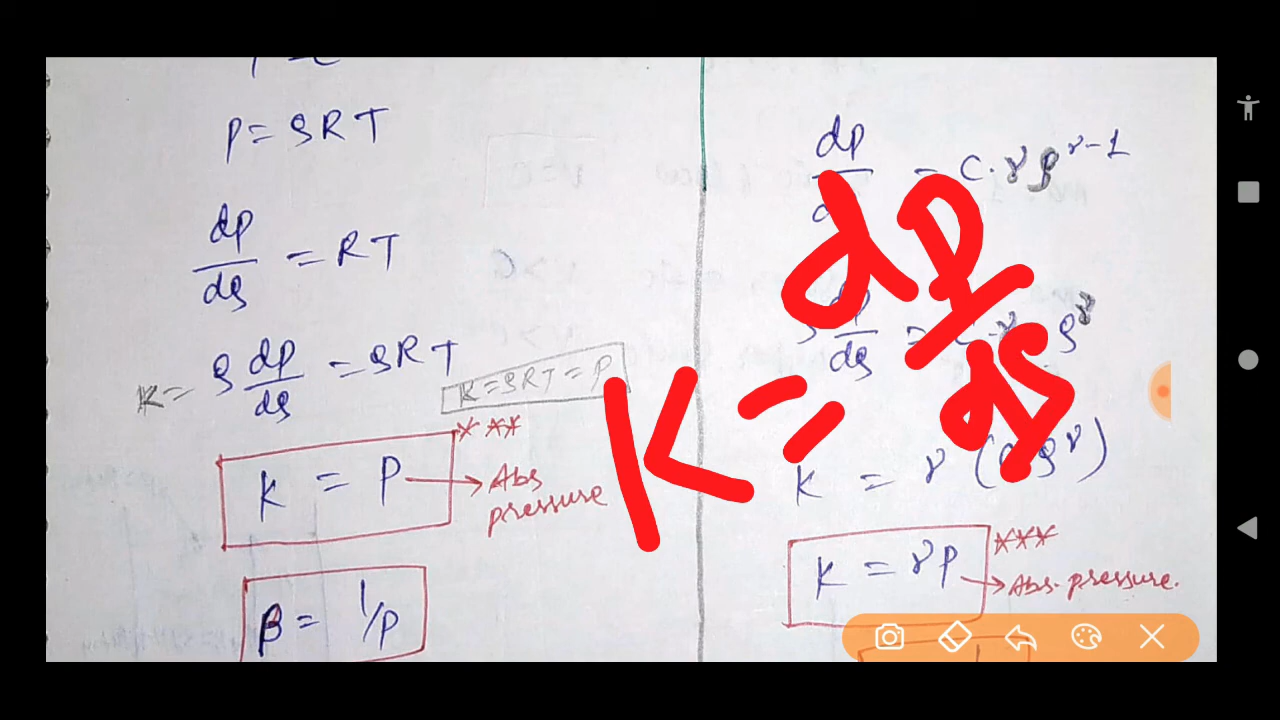 P = ρRT
dp/dρ = RT
K = ρ dp/dρ = ρRT
K = ρRT = P
***
K = P → Abs pressure
β = 1/P
dp = C·γρ^γ-1
dp/dρ =
ρ^γ
K = γ (
ρ^γ)
K = γP → Abs. pressure.
***
K = dp/dρ